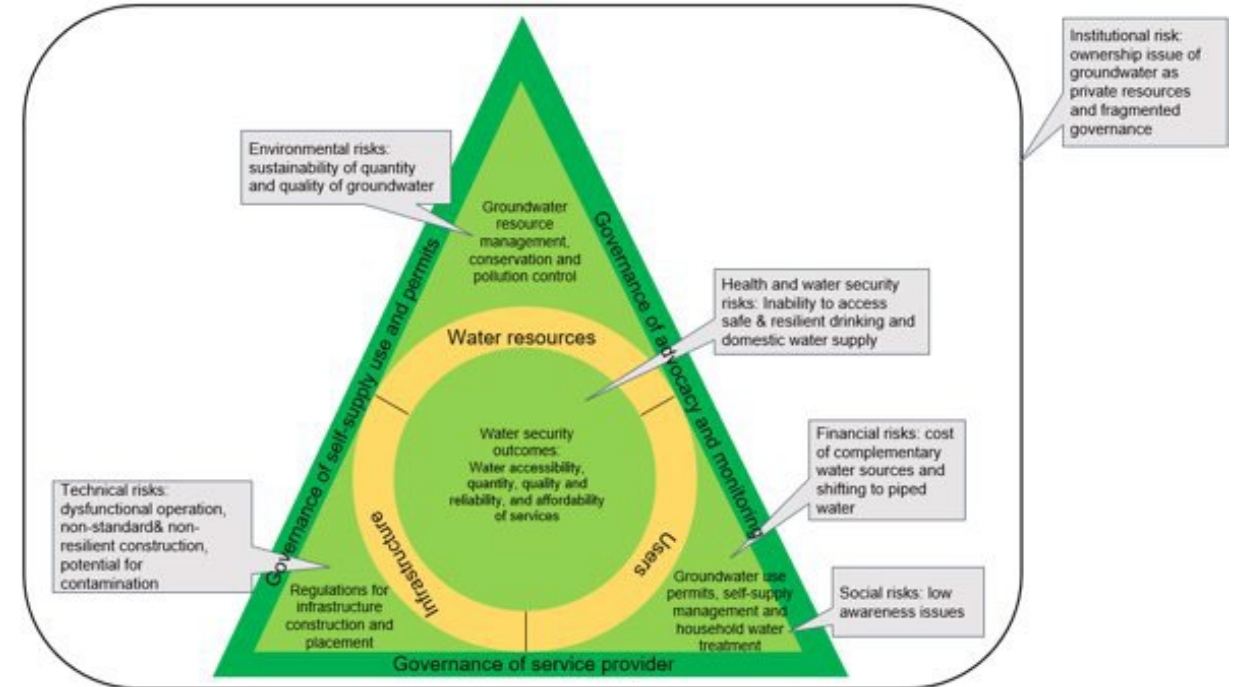 Institutional risk:
ownership issue of
groundwater as
private resources
and fragmented
governance
Environmental risks:
sustainability of quantity
and quality of groundwater
Groundwater
resource
management,
conservation and
pollution control
Governance of self-supply use and permits
Governance of advocacy and monitoring
Health and water security
risks: Inability to access
safe & resilient drinking and
domestic water supply
Water resources
Water security
outcomes:
Water accessibility,
quantity, quality and
reliability, and affordability
of services
Financial risks: cost
of complementary
water sources and
shifting to piped
water
Technical risks:
dysfunctional operation,
non-standard& non-
resilient construction,
potential for
contamination
Infrastructure
Users
Regulations for
infrastructure
construction and
placement
Groundwater use
permits, self-supply
management and
household water
treatment
Social risks: low
awareness issues
Governance of service provider